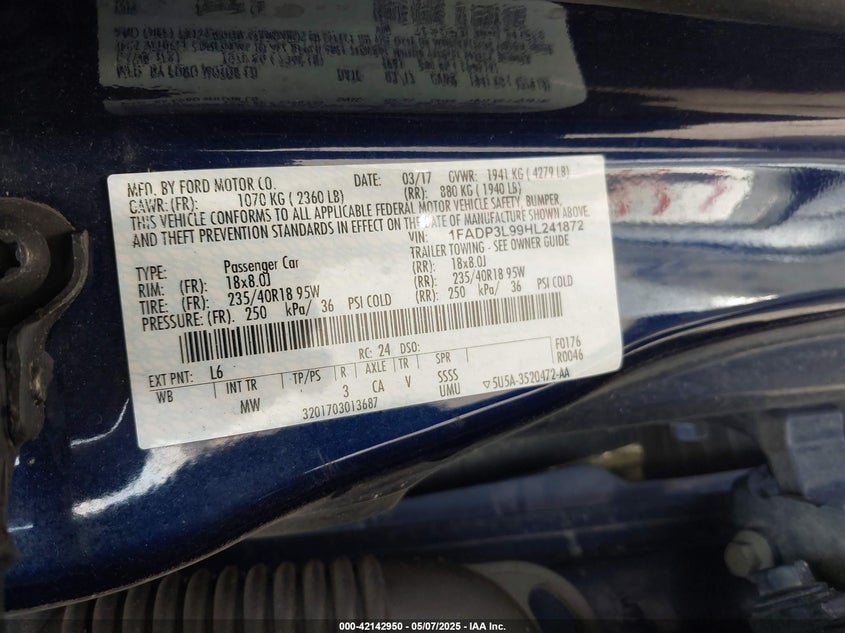 MFD. BY FORD MOTOR CO. DATE: 03/17 GVWR: 1941 KG ( 4279 LB)
GAWR: (FR): 1070 KG ( 2360 LB) (RR): 880 KG ( 1940 LB)
THIS VEHICLE CONFORMS TO ALL APPLICABLE FEDERAL MOTOR VEHICLE SAFETY, BUMPER,
AND THEFT PREVENTION STANDARDS IN EFFECT ON THE DATE OF MANUFACTURE SHOWN ABOVE.
VIN: 1FADP3L99HL241872
TYPE: Passenger Car TRAILER TOWING - SEE OWNER GUIDE
RIM: (FR): 18x8.0J (RR): 18x8.0J
TIRE: (FR): 235/40R18 95W (RR): 235/40R18 95W
PRESSURE: (FR): 250 kPa/ 36 PSI COLD (RR): 250 kPa/ 36 PSI COLD
EXT PNT: L6 RC: 24 DSO: F0176
WB INT TR TP/PS R AXLE TR SPR R0046
MW 3 CA V SSSS
UMU
3201703013687 ▽5U5A-3520472-AA
000-42142950 — 05/07/2025 — IAA Inc.